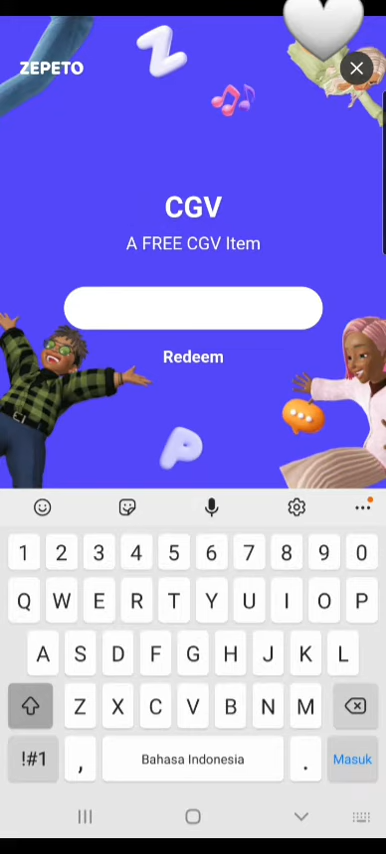 ZEPETO
CGV
A FREE CGV Item
Redeem
1 2 3 4 5 6 7 8 9 0
Q W E R T Y U I O P
A S D F G H J K L
Z X C V B N M
!#1 , Bahasa Indonesia . Masuk